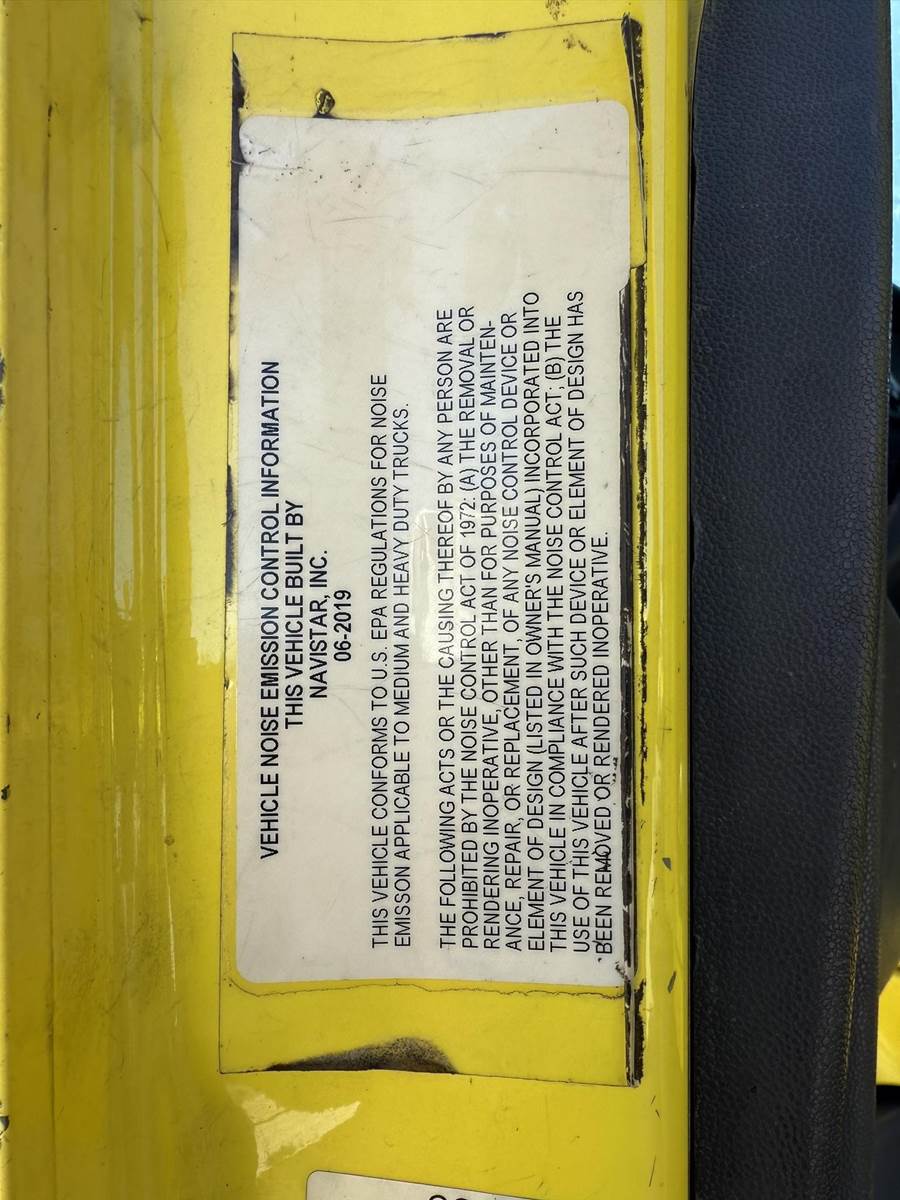 VEHICLE NOISE EMISSION CONTROL INFORMATION
THIS VEHICLE BUILT BY
NAVISTAR, INC.
06-2019
THIS VEHICLE CONFORMS TO U.S. EPA REGULATIONS FOR NOISE
EMISSON APPLICABLE TO MEDIUM AND HEAVY DUTY TRUCKS.
THE FOLLOWING ACTS OR THE CAUSING THEREOF BY ANY PERSON ARE
PROHIBITED BY THE NOISE CONTROL ACT OF 1972: (A) THE REMOVAL OR
RENDERING INOPERATIVE, OTHER THAN FOR PURPOSES OF MAINTEN-
ANCE, REPAIR, OR REPLACEMENT, OF ANY NOISE CONTROL DEVICE OR
ELEMENT OF DESIGN (LISTED IN OWNER'S MANUAL) INCORPORATED INTO
THIS VEHICLE IN COMPLIANCE WITH THE NOISE CONTROL ACT; (B) THE
USE OF THIS VEHICLE AFTER SUCH DEVICE OR ELEMENT OF DESIGN HAS
BEEN REMOVED OR RENDERED INOPERATIVE.